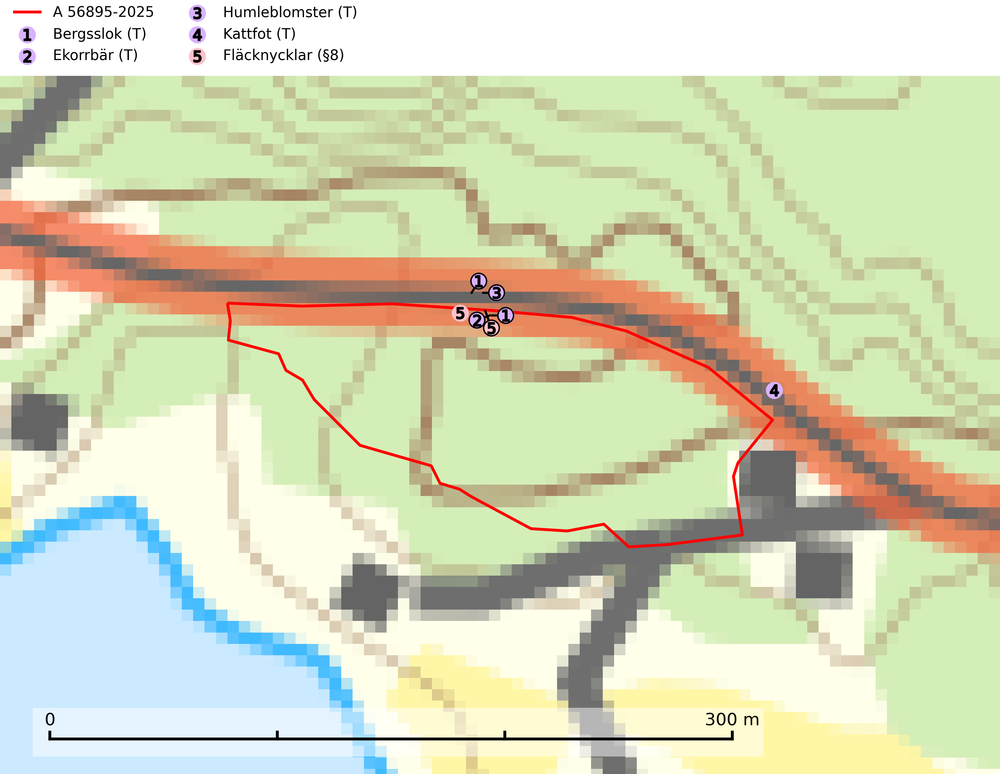 A 56895-2025
1 Bergsslok (T)
2 Ekorrbär (T)
3 Humleblomster (T)
4 Kattfot (T)
5 Fläcknycklar (§8)
1
3
5
2
1
5
4
0
300 m